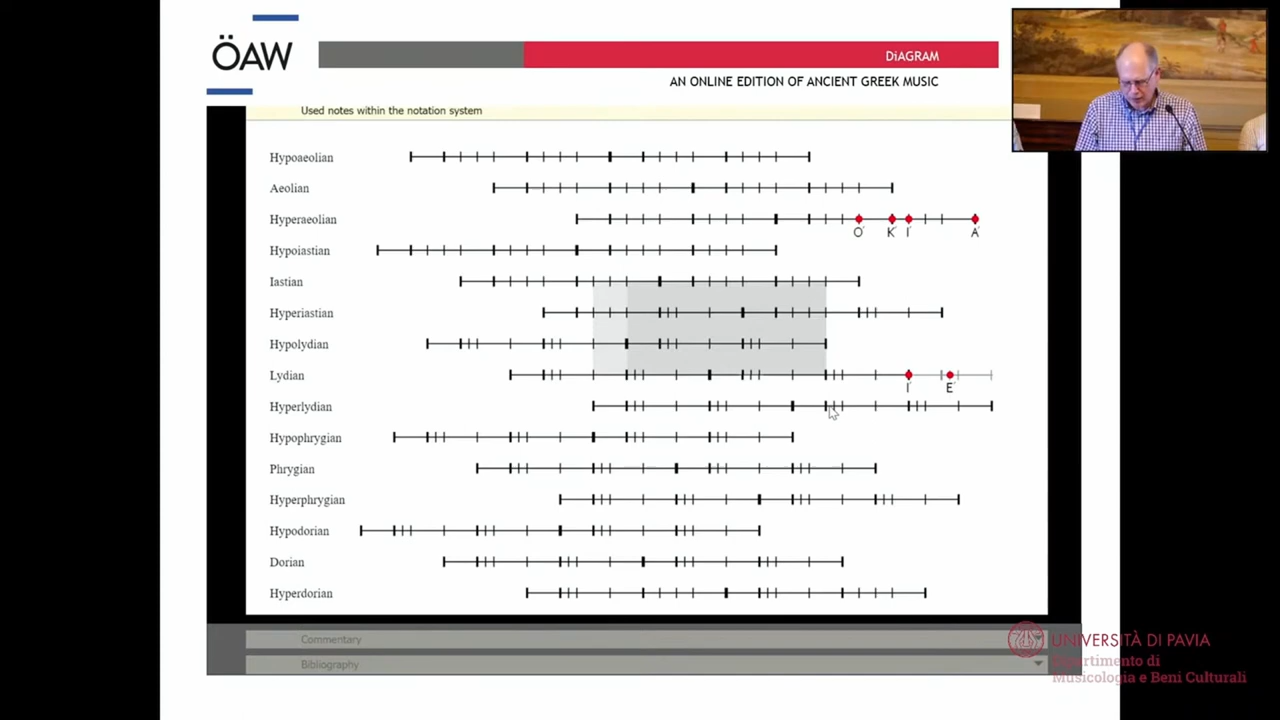 ÖAW
DiAGRAM
AN ONLINE EDITION OF ANCIENT GREEK MUSIC
Used notes within the notation system
Hypoaeolian
Aeolian
Hyperaeolian
O´ K´ I´ A´
Hypoiastian
Iastian
Hyperiastian
Hypolydian
Lydian
I´ E´
Hyperlydian
Hypophrygian
Phrygian
Hyperphrygian
Hypodorian
Dorian
Hyperdorian
Commentary
Bibliography
UNIVERSITÀ DI PAVIA
Dipartimento di
Musicologia e Beni Culturali